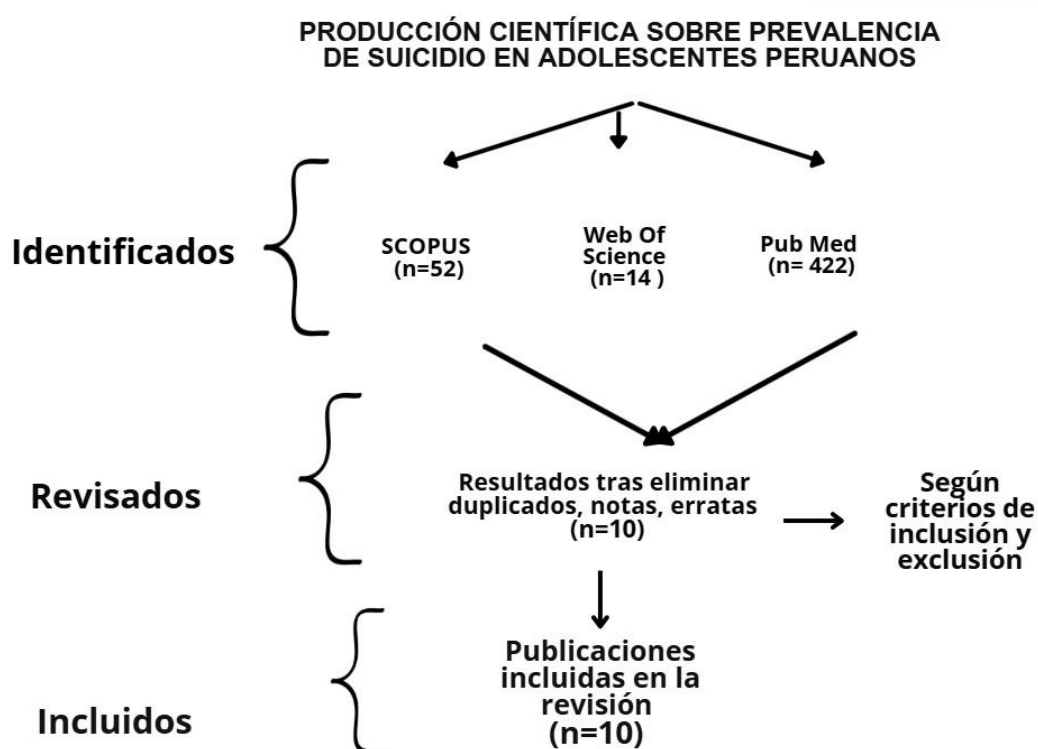 PRODUCCIÓN CIENTÍFICA SOBRE PREVALENCIA
DE SUICIDIO EN ADOLESCENTES PERUANOS
Identificados
SCOPUS
(n=52)
Web Of
Science
(n=14 )
Pub Med
(n= 422)
Revisados
Resultados tras eliminar
duplicados, notas, erratas
(n=10)
Según
criterios de
inclusión y
exclusión
Incluidos
Publicaciones
incluidas en la
revisión
(n=10)